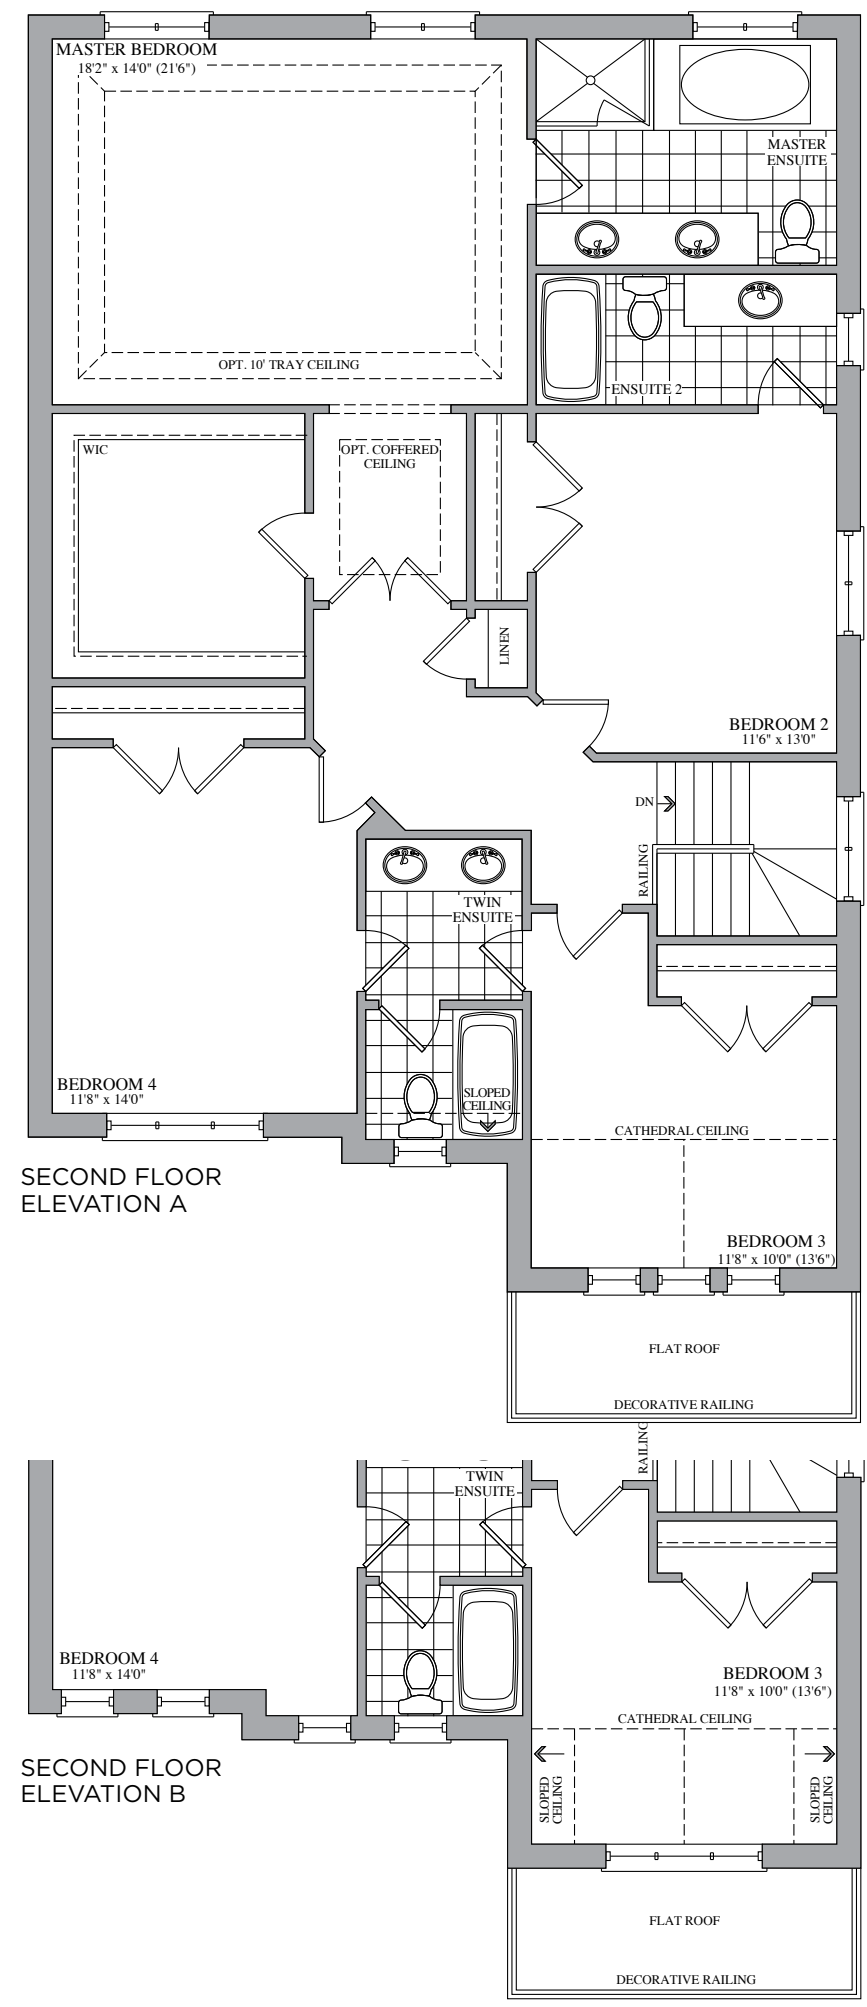 MASTER BEDROOM
18'2" x 14'0" (21'6")
MASTER
ENSUITE
OPT. 10' TRAY CEILING
ENSUITE 2
WIC
OPT. COFFERED
CEILING
LINEN
BEDROOM 2
11'6" x 13'0"
DN
RAILING
TWIN
ENSUITE
BEDROOM 4
11'8" x 14'0"
SLOPED
CEILING
CATHEDRAL CEILING
SECOND FLOOR
ELEVATION A
BEDROOM 3
11'8" x 10'0" (13'6")
FLAT ROOF
DECORATIVE RAILING
RAILING
TWIN
ENSUITE
BEDROOM 4
11'8" x 14'0"
BEDROOM 3
11'8" x 10'0" (13'6")
CATHEDRAL CEILING
SECOND FLOOR
ELEVATION B
SLOPED
CEILING
SLOPED
CEILING
FLAT ROOF
DECORATIVE RAILING